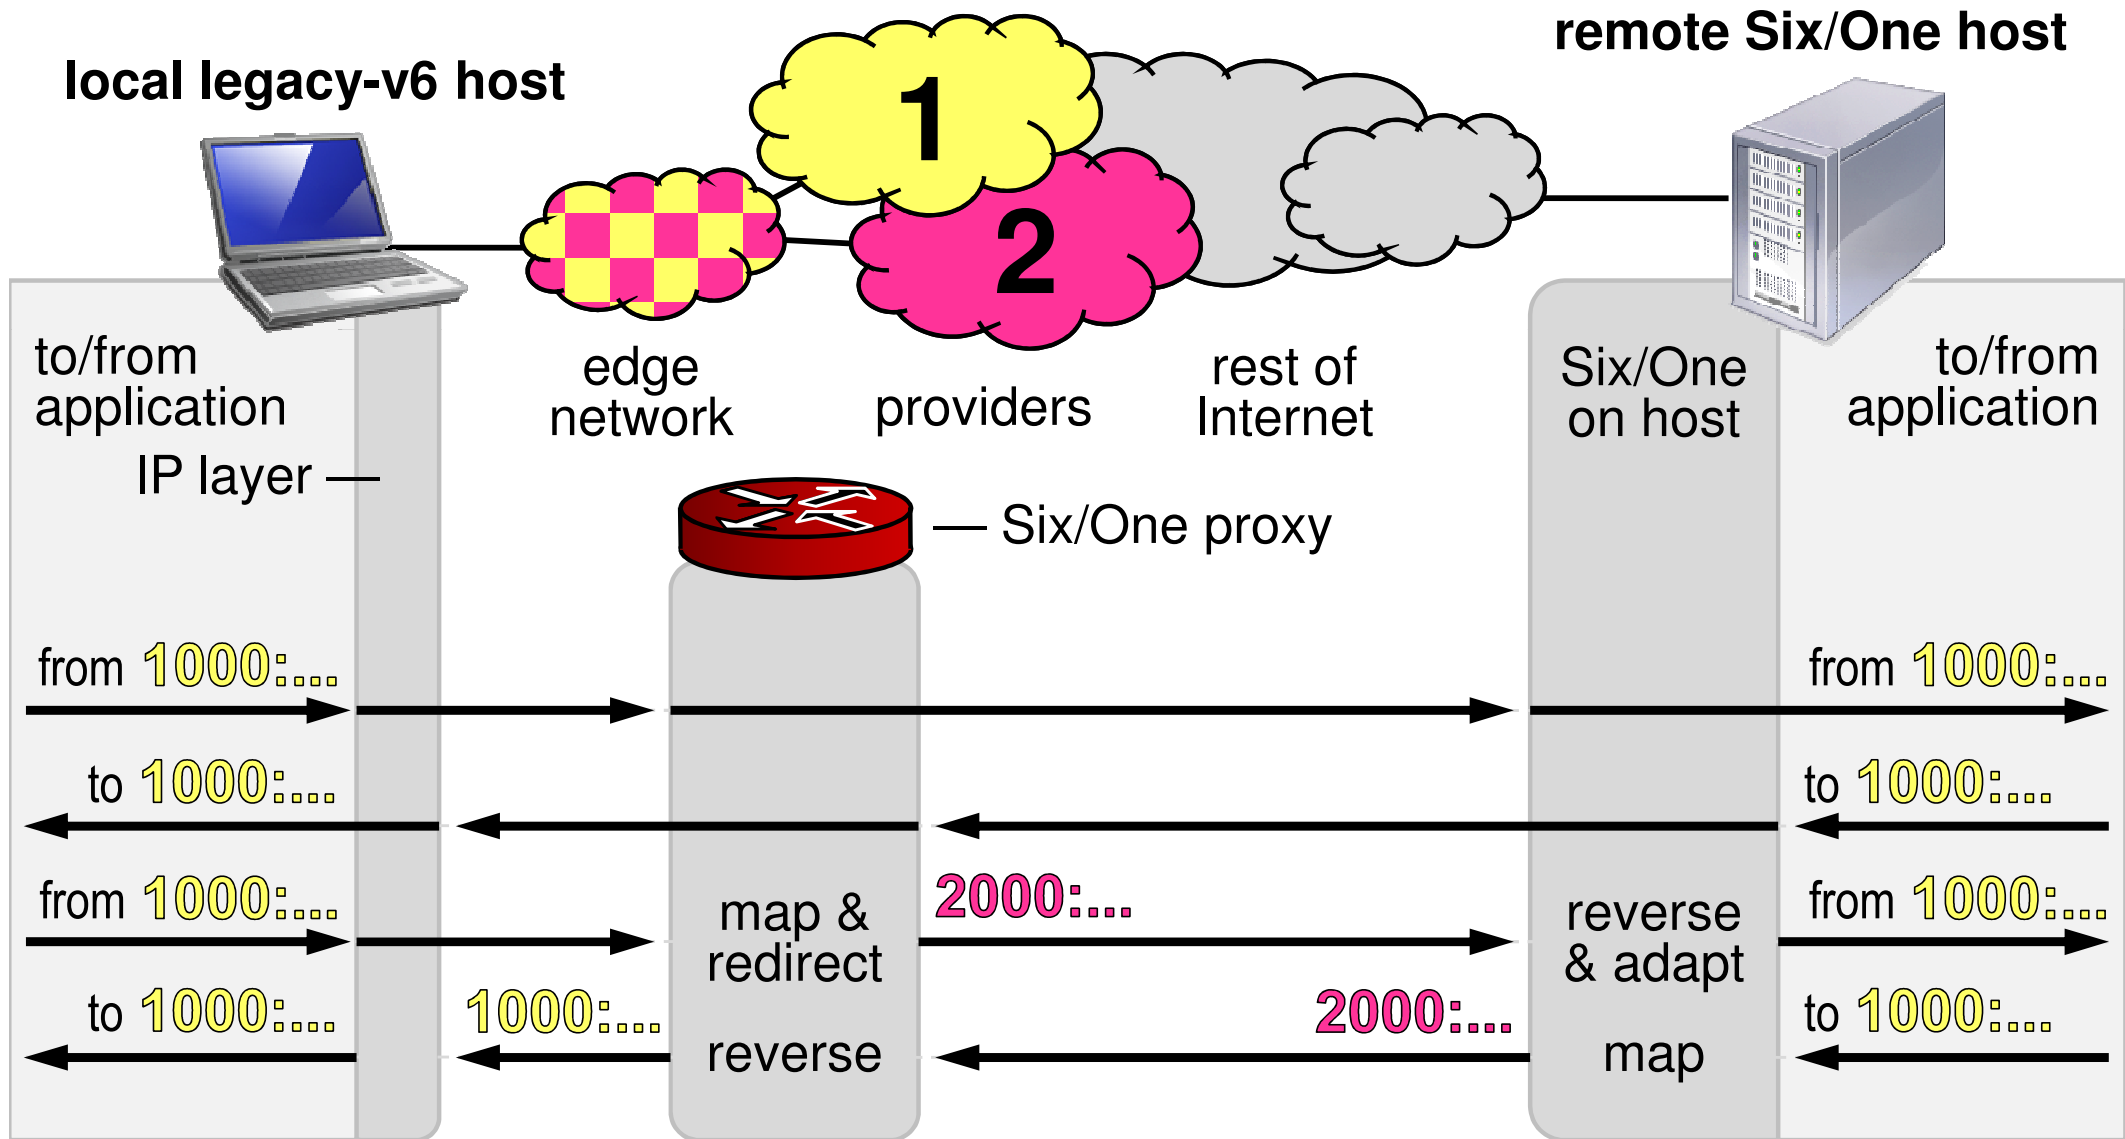 remote Six/One host
local legacy-v6 host
1
2
to/from
application
IP layer
edge
network
providers
rest of
Internet
Six/One
on host
to/from
application
Six/One proxy
from 1000:...
from 1000:...
to 1000:...
to 1000:...
from 1000:...
map &
redirect
2000:...
reverse
& adapt
from 1000:...
to 1000:...
1000:...
reverse
2000:...
map
to 1000:...